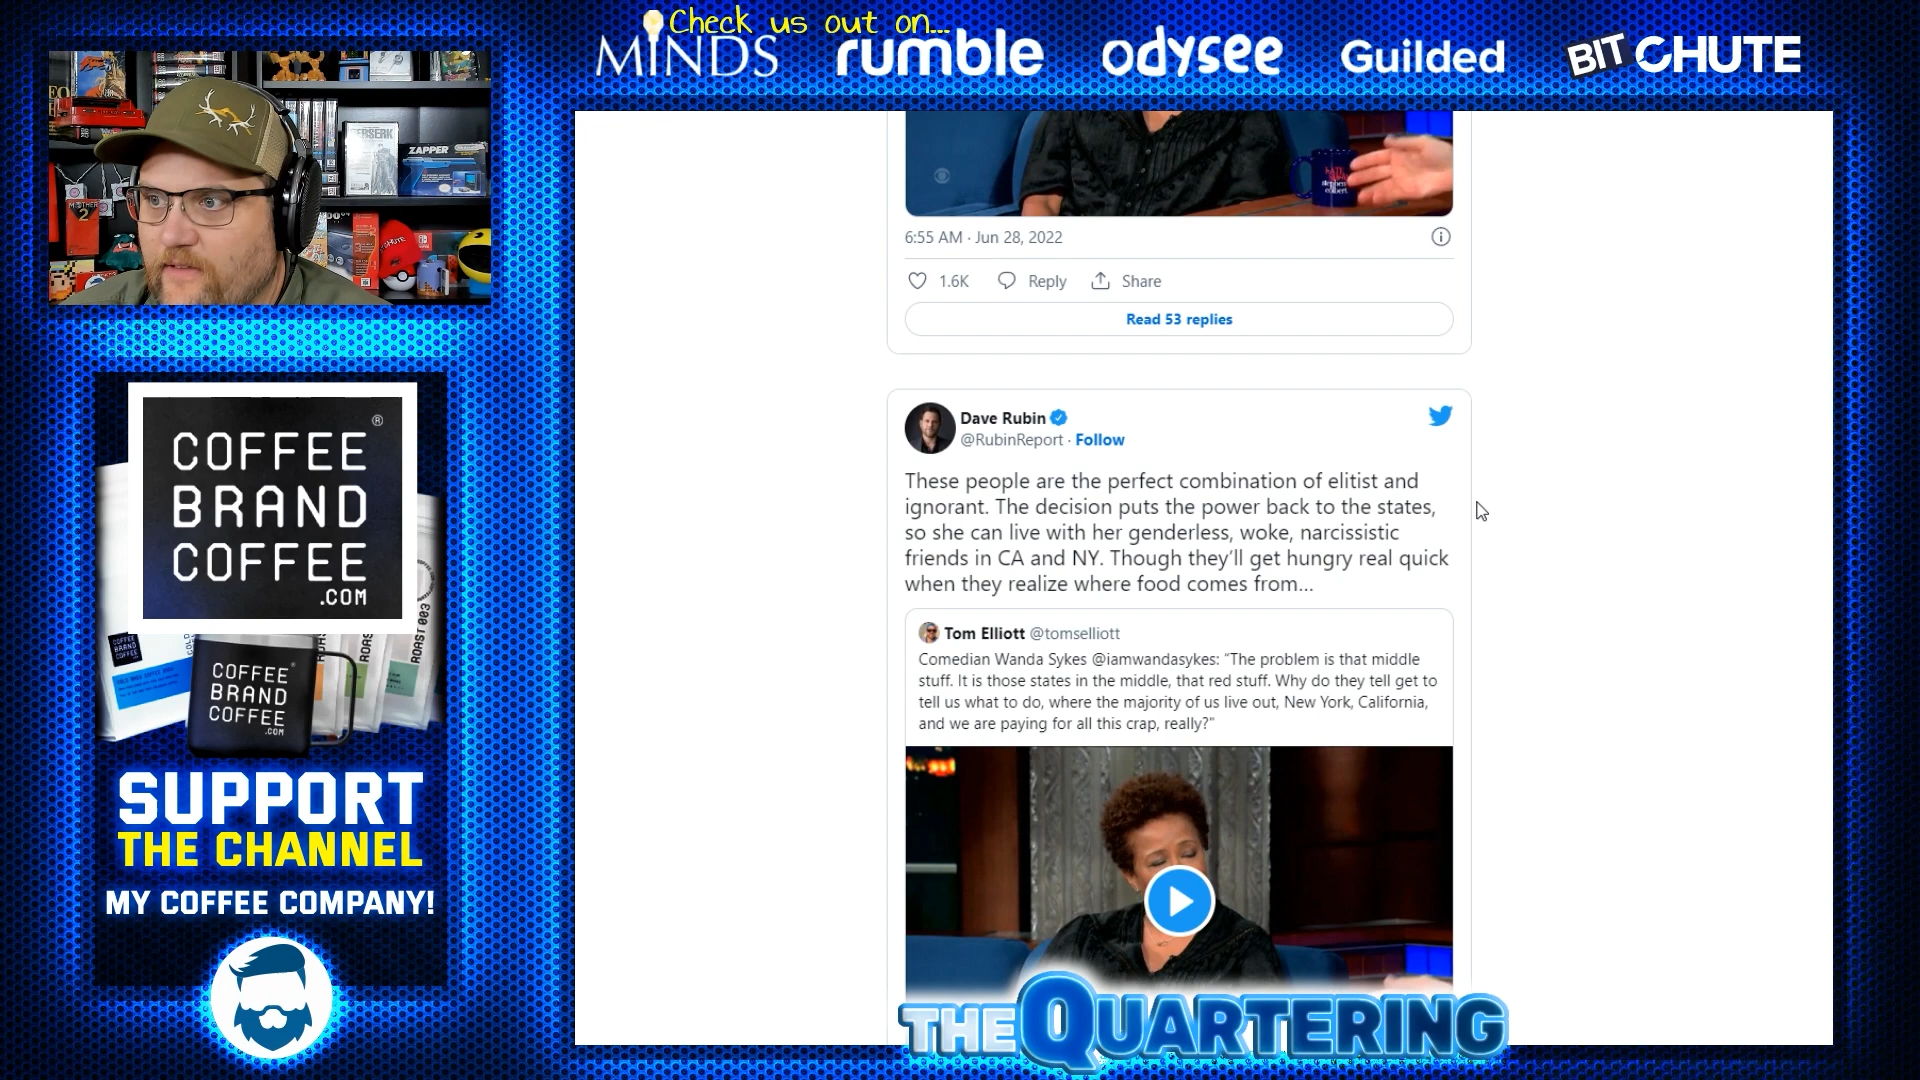 Check us out on...
MINDS
rumble
odysee
Guilded
BITCHUTE
BERSERK
ZAPPER
MOTHER
2
6:55 AM · Jun 28, 2022
1.6K
Reply
Share
Read 53 replies
Dave Rubin
@RubinReport · Follow
These people are the perfect combination of elitist and
ignorant. The decision puts the power back to the states,
so she can live with her genderless, woke, narcissistic
friends in CA and NY. Though they'll get hungry real quick
when they realize where food comes from...
Tom Elliott @tomselliott
Comedian Wanda Sykes @iamwandasykes: “The problem is that middle
stuff. It is those states in the middle, that red stuff. Why do they tell get to
tell us what to do, where the majority of us live out, New York, California,
and we are paying for all this crap, really?”
COFFEE ®
BRAND
COFFEE
.COM
ROAST 003
ROAS
COFFEE
BRAND
COFFEE
COFFEE
BRAND
COFFEE
.COM
SUPPORT
THE CHANNEL
MY COFFEE COMPANY!
THE QUARTERING